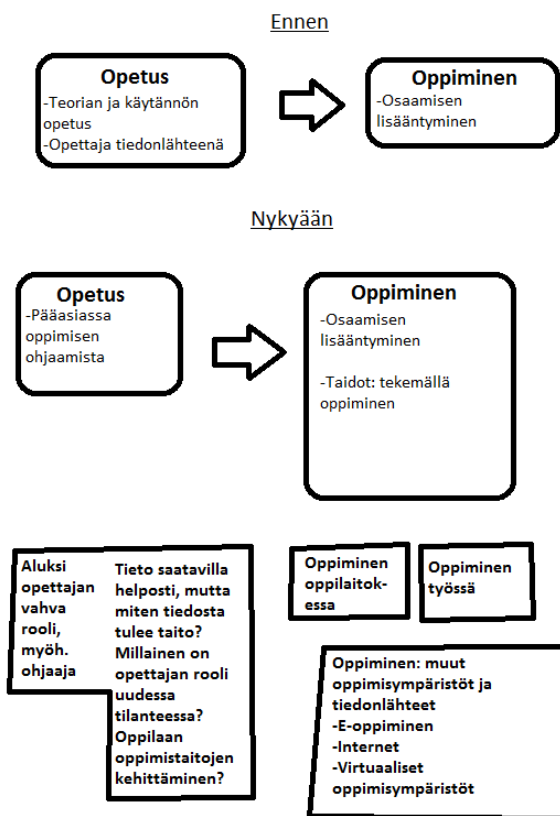 Ennen
Opetus
-Teorian ja käytännön
opetus
-Opettaja tiedonlähteenä
Oppiminen
-Osaamisen
lisääntyminen
Nykyään
Opetus
-Pääasiassa
oppimisen
ohjaamista
Oppiminen
-Osaamisen
lisääntyminen
-Taidot: tekemällä
oppiminen
Aluksi
opettajan
vahva
rooli,
myöh.
ohjaaja
Tieto saatavilla
helposti, mutta
miten tiedosta
tulee taito?
Millainen on
opettajan rooli
uudessa
tilanteessa?
Oppilaan
oppimistaitojen
kehittäminen?
Oppiminen
oppilaitok-
essa
Oppiminen
työssä
Oppiminen: muut
oppimisympäristöt ja
tiedonlähteet
-E-oppiminen
-Internet
-Virtuaaliset
oppimisympäristöt